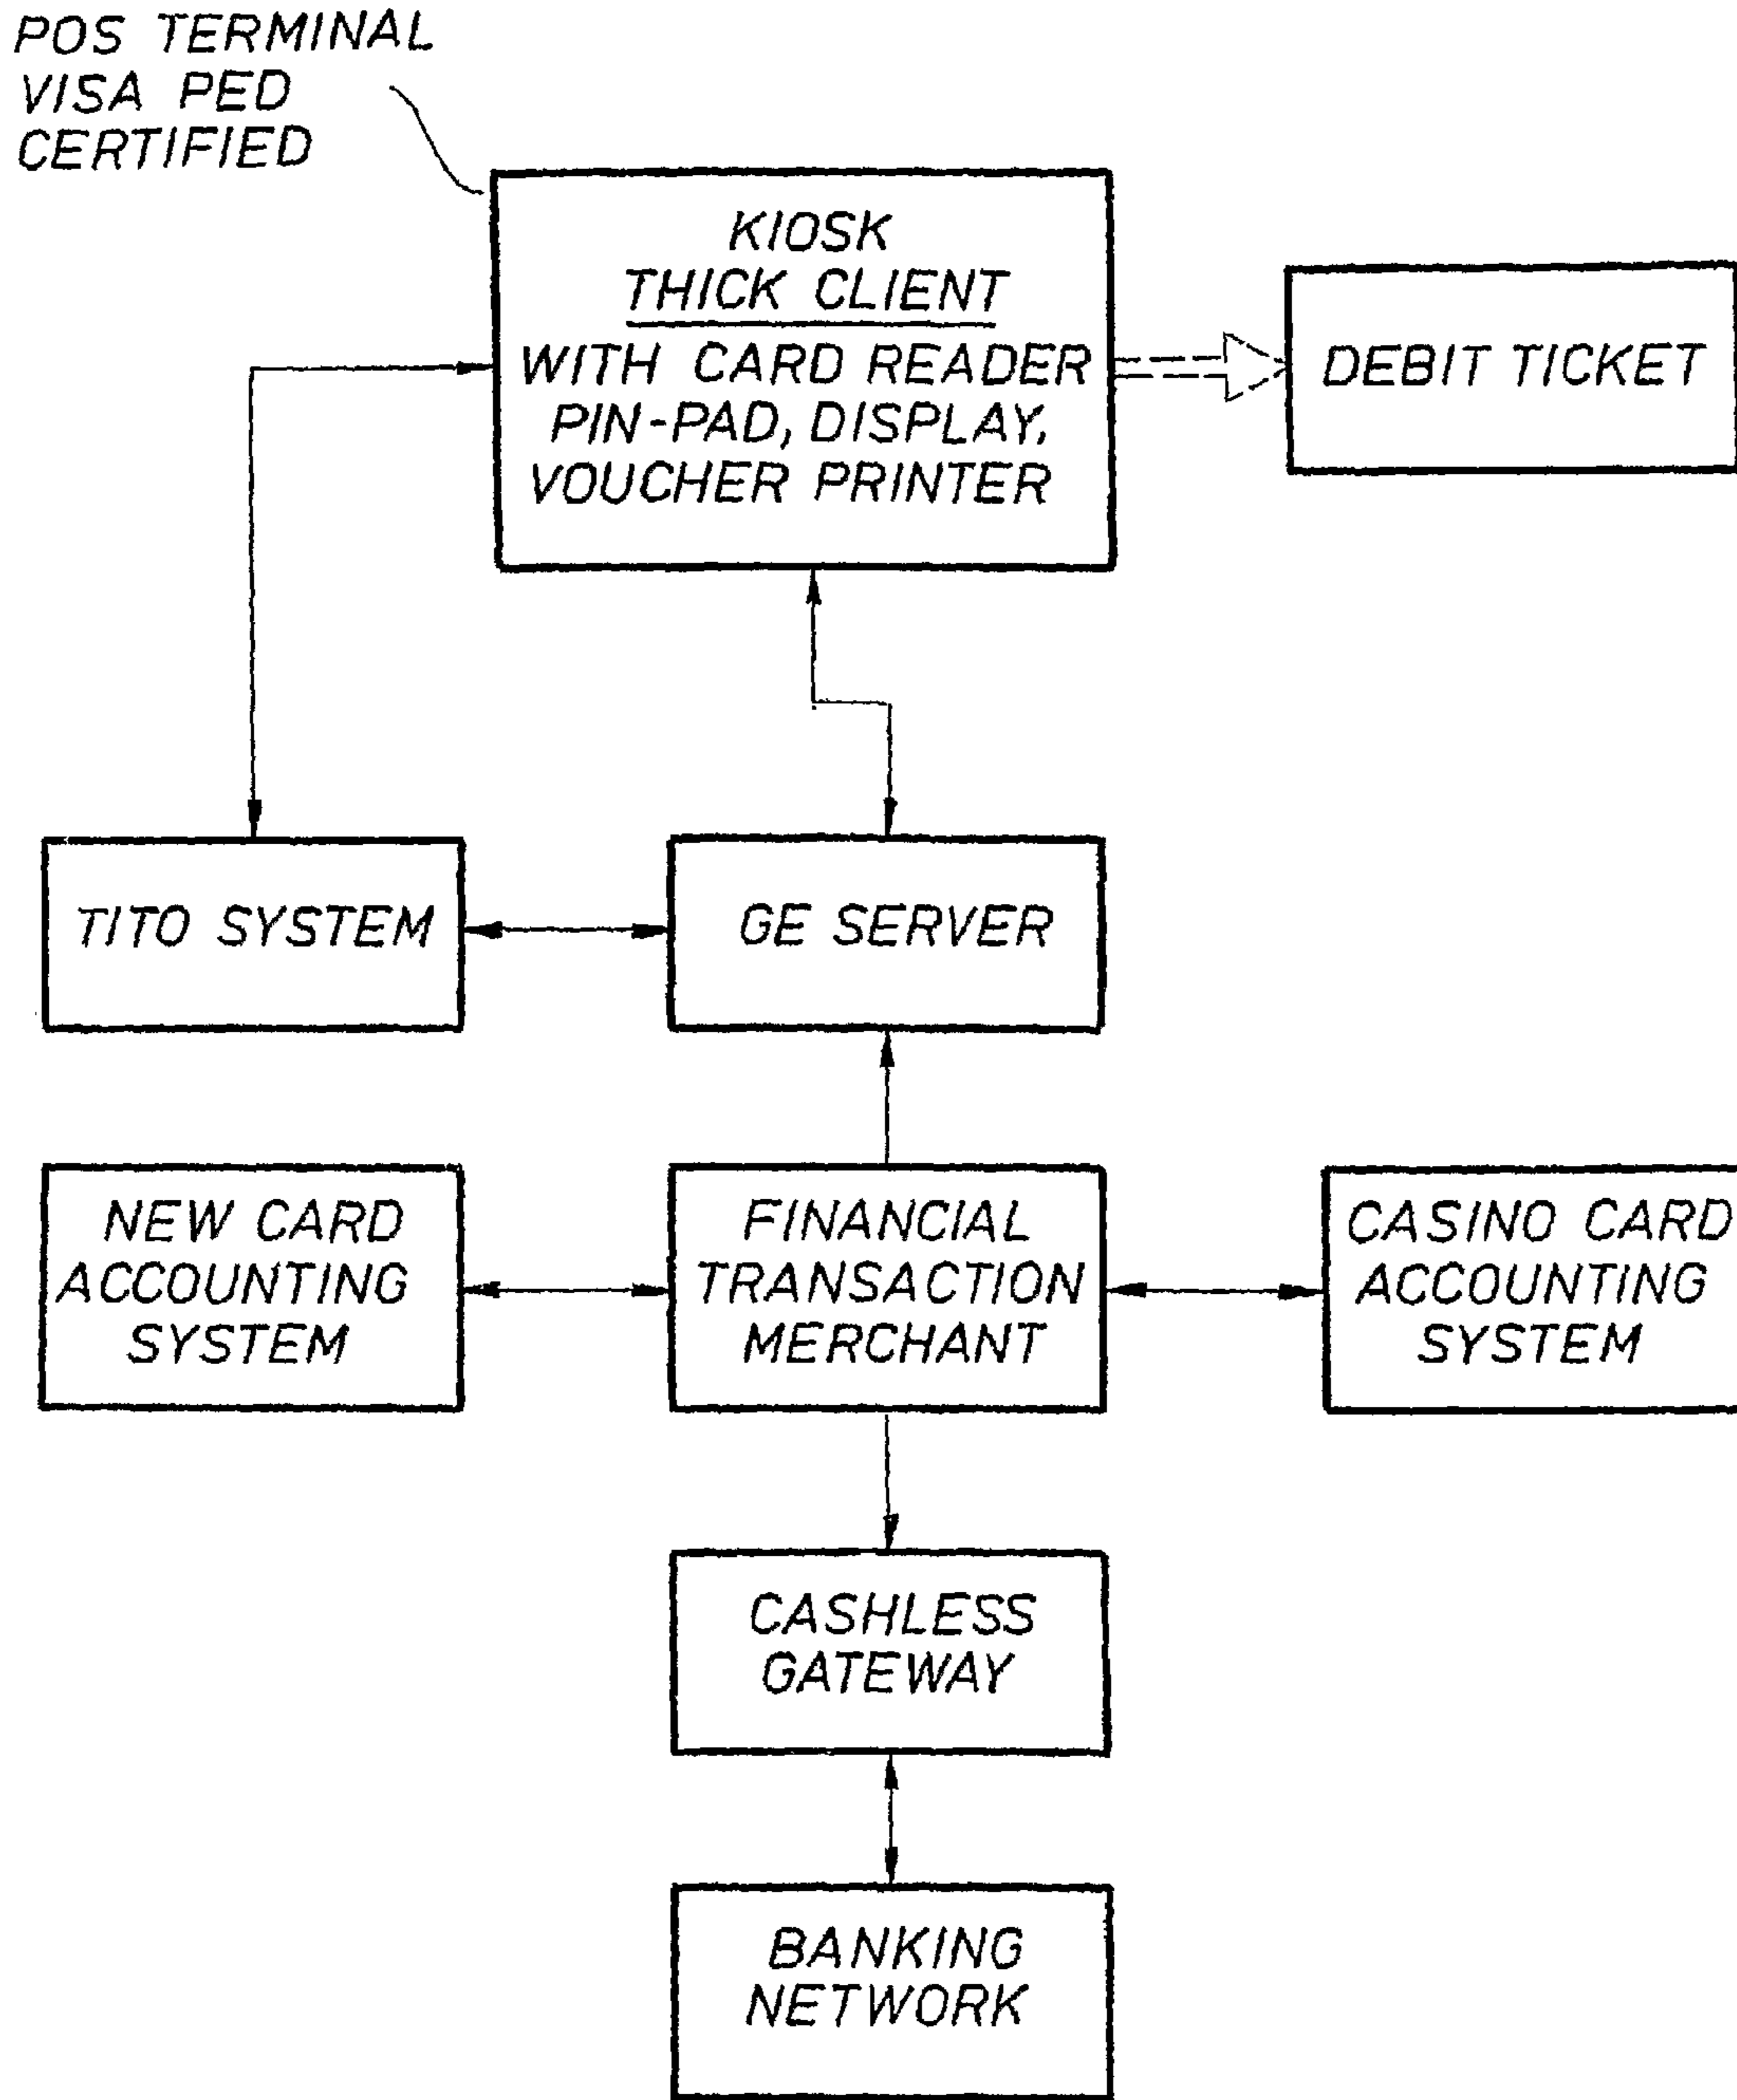 POS TERMINAL
VISA PED
CERTIFIED
KIOSK
THICK CLIENT
WITH CARD READER
PIN-PAD, DISPLAY,
VOUCHER PRINTER
DEBIT TICKET
TITO SYSTEM
GE SERVER
NEW CARD
ACCOUNTING
SYSTEM
FINANCIAL
TRANSACTION
MERCHANT
CASINO CARD
ACCOUNTING
SYSTEM
CASHLESS
GATEWAY
BANKING
NETWORK